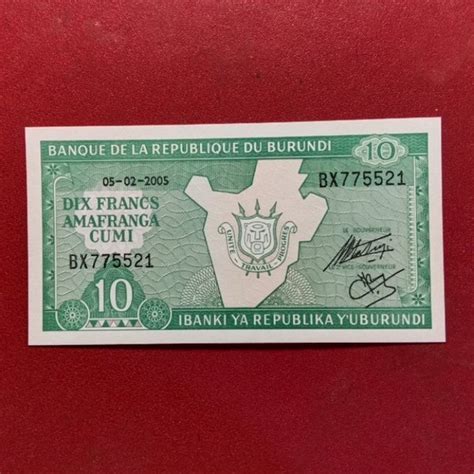 BANQUE DE LA REPUBLIQUE DU BURUNDI
10
05-02-2005
BX775521
DIX FRANCS
AMAFRANGA
CUMI
LE GOUVERNEUR
BX775521
UNITE TRAVAIL PROGRES
LE VICE-GOUVERNEUR
10
IBANKI YA REPUBLIKA Y'UBURUNDI